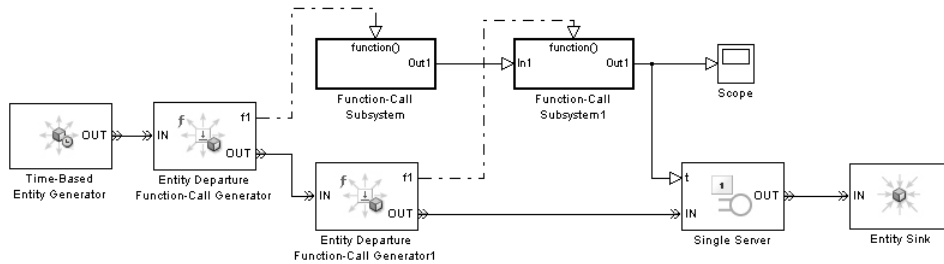 function()
Out1
Function-Call
Subsystem
function()
In1
Out1
Function-Call
Subsystem1
Scope
OUT
Time-Based
Entity Generator
IN
f1
OUT
Entity Departure
Function-Call Generator
IN
f1
OUT
Entity Departure
Function-Call Generator1
t
IN
OUT
Single Server
IN
Entity Sink